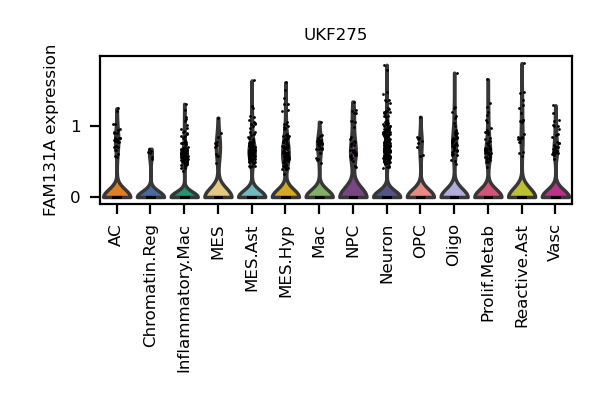 UKF275
FAM131A expression
1
0
AC
Chromatin.Reg
Inflammatory.Mac
MES
MES.Ast
MES.Hyp
Mac
NPC
Neuron
OPC
Oligo
Prolif.Metab
Reactive.Ast
Vasc